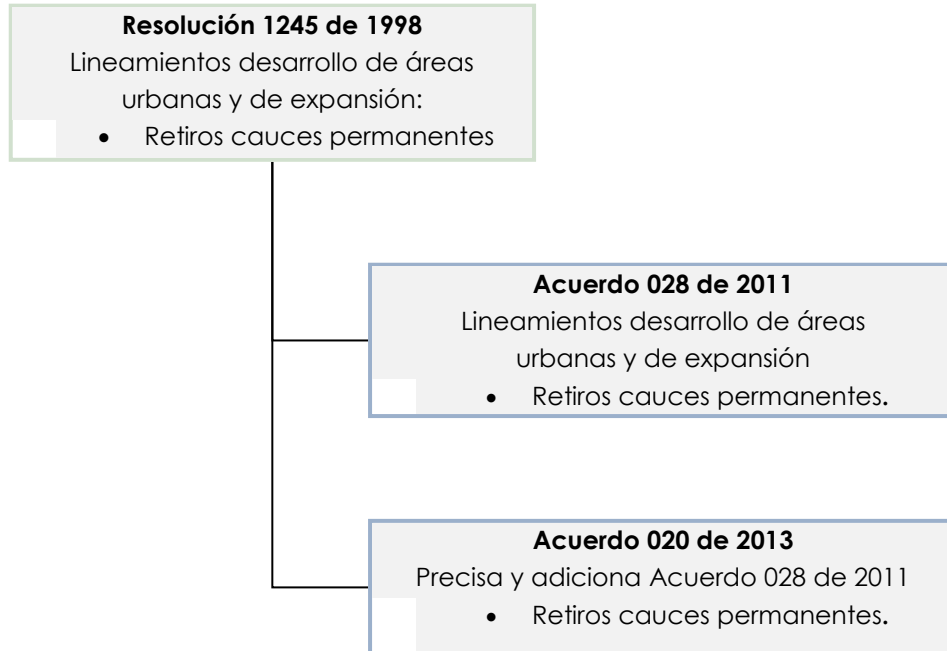 Resolución 1245 de 1998
Lineamientos desarrollo de áreas
urbanas y de expansión:
• Retiros cauces permanentes
Acuerdo 028 de 2011
Lineamientos desarrollo de áreas
urbanas y de expansión
• Retiros cauces permanentes.
Acuerdo 020 de 2013
Precisa y adiciona Acuerdo 028 de 2011
• Retiros cauces permanentes.